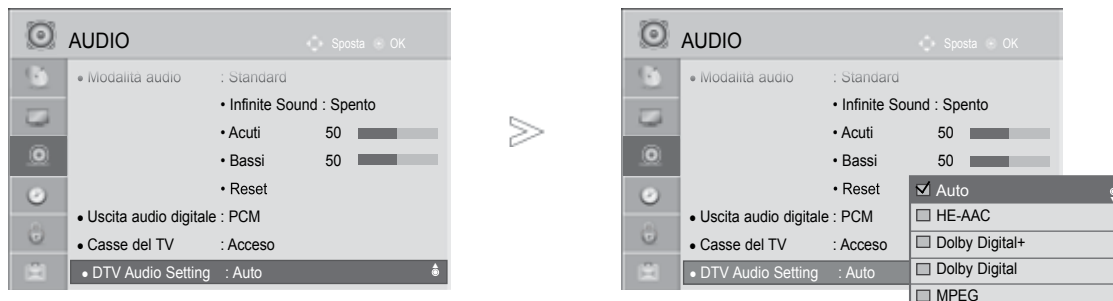 AUDIO
Sposta OK
• Modalità audio : Standard
• Infinite Sound : Spento
• Acuti 50
• Bassi 50
• Reset
• Uscita audio digitale : PCM
• Casse del TV : Acceso
• DTV Audio Setting : Auto
AUDIO
Sposta OK
• Modalità audio : Standard
• Infinite Sound : Spento
• Acuti 50
• Bassi 50
• Reset
• Uscita audio digitale : PCM
• Casse del TV : Acceso
• DTV Audio Setting : Auto
Auto
HE-AAC
Dolby Digital+
Dolby Digital
MPEG